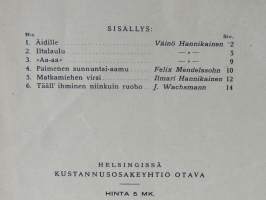 SISÄLLYS:
N:o Siv.
1. Äidille Väinö Hannikainen 2
2. Iltalaulu —»— 3
3. »Aa-aa» —»— 9
4. Paimenen sunnuntai-aamu Felix Mendelssohn 10
5. Matkamiehen virsi Ilmari Hannikainen 12
6. Tääll' ihminen niinkuin ruoho J. Wachsmann 14
HELSINGISSÄ
KUSTANNUSOSAKEYHTIÖ OTAVA
HINTA 5 MK.